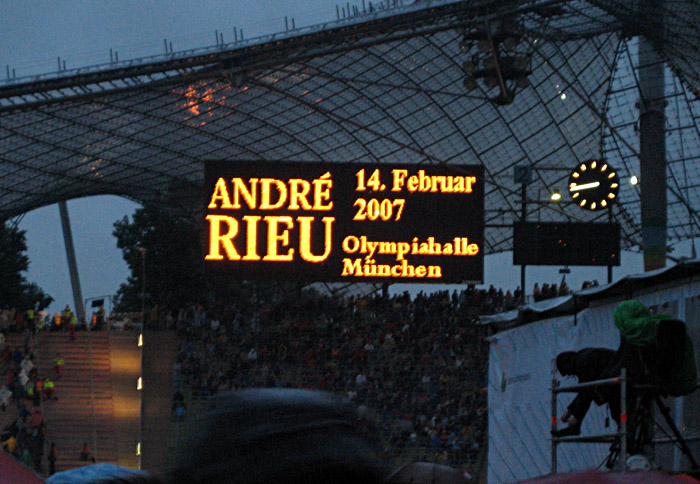 ANDRÉ
RIEU
14. Februar
2007
Olympiahalle
München